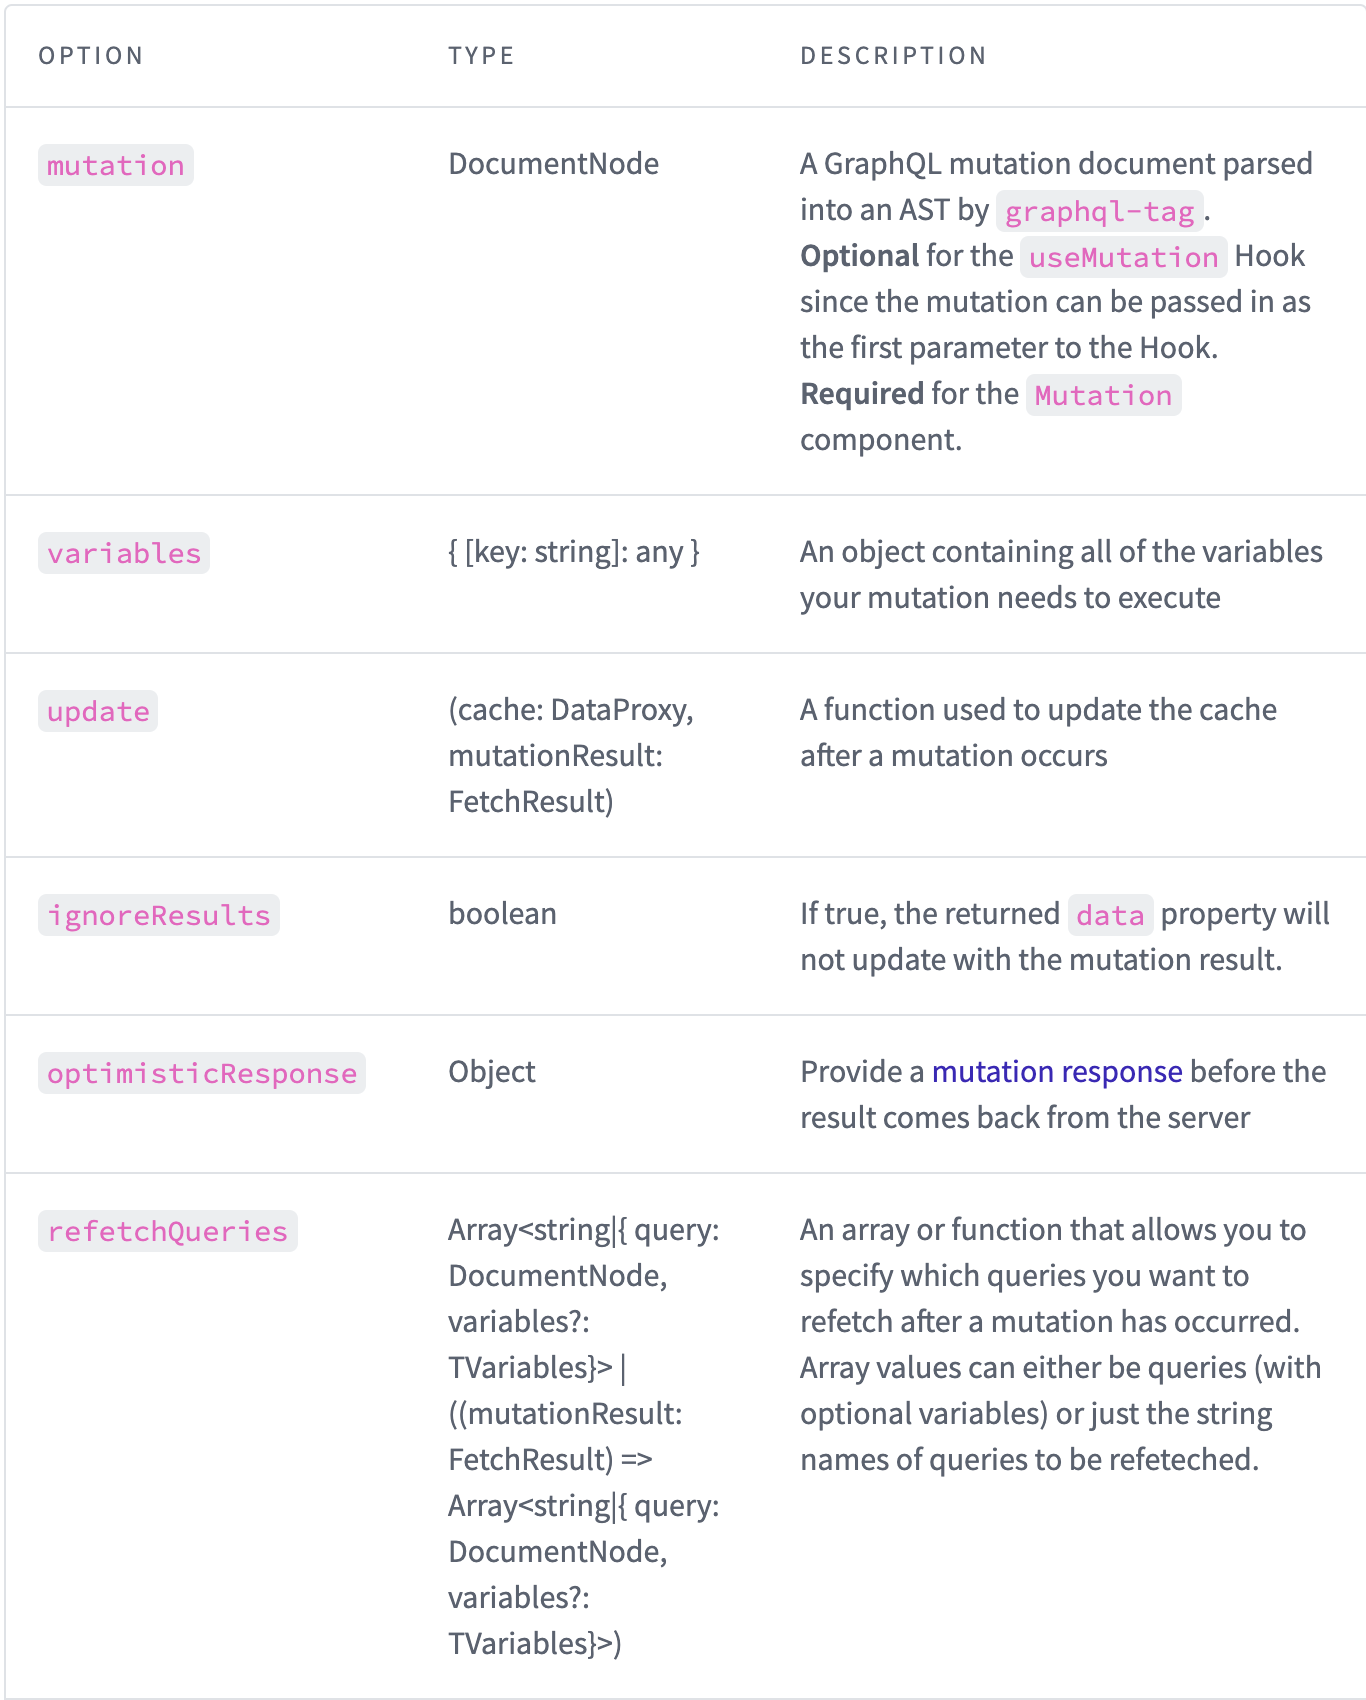 OPTION TYPE DESCRIPTION
mutation DocumentNode A GraphQL mutation document parsed
into an AST by graphql-tag.
Optional for the useMutation Hook
since the mutation can be passed in as
the first parameter to the Hook.
Required for the Mutation
component.
variables { [key: string]: any } An object containing all of the variables
your mutation needs to execute
update (cache: DataProxy, A function used to update the cache
mutationResult: after a mutation occurs
FetchResult)
ignoreResults boolean If true, the returned data property will
not update with the mutation result.
optimisticResponse Object Provide a mutation response before the
result comes back from the server
refetchQueries Array<string|{ query: An array or function that allows you to
DocumentNode, specify which queries you want to
variables?: refetch after a mutation has occurred.
TVariables}> | Array values can either be queries (with
((mutationResult: optional variables) or just the string
FetchResult) => names of queries to be refeteched.
Array<string|{ query:
DocumentNode,
variables?:
TVariables}>)